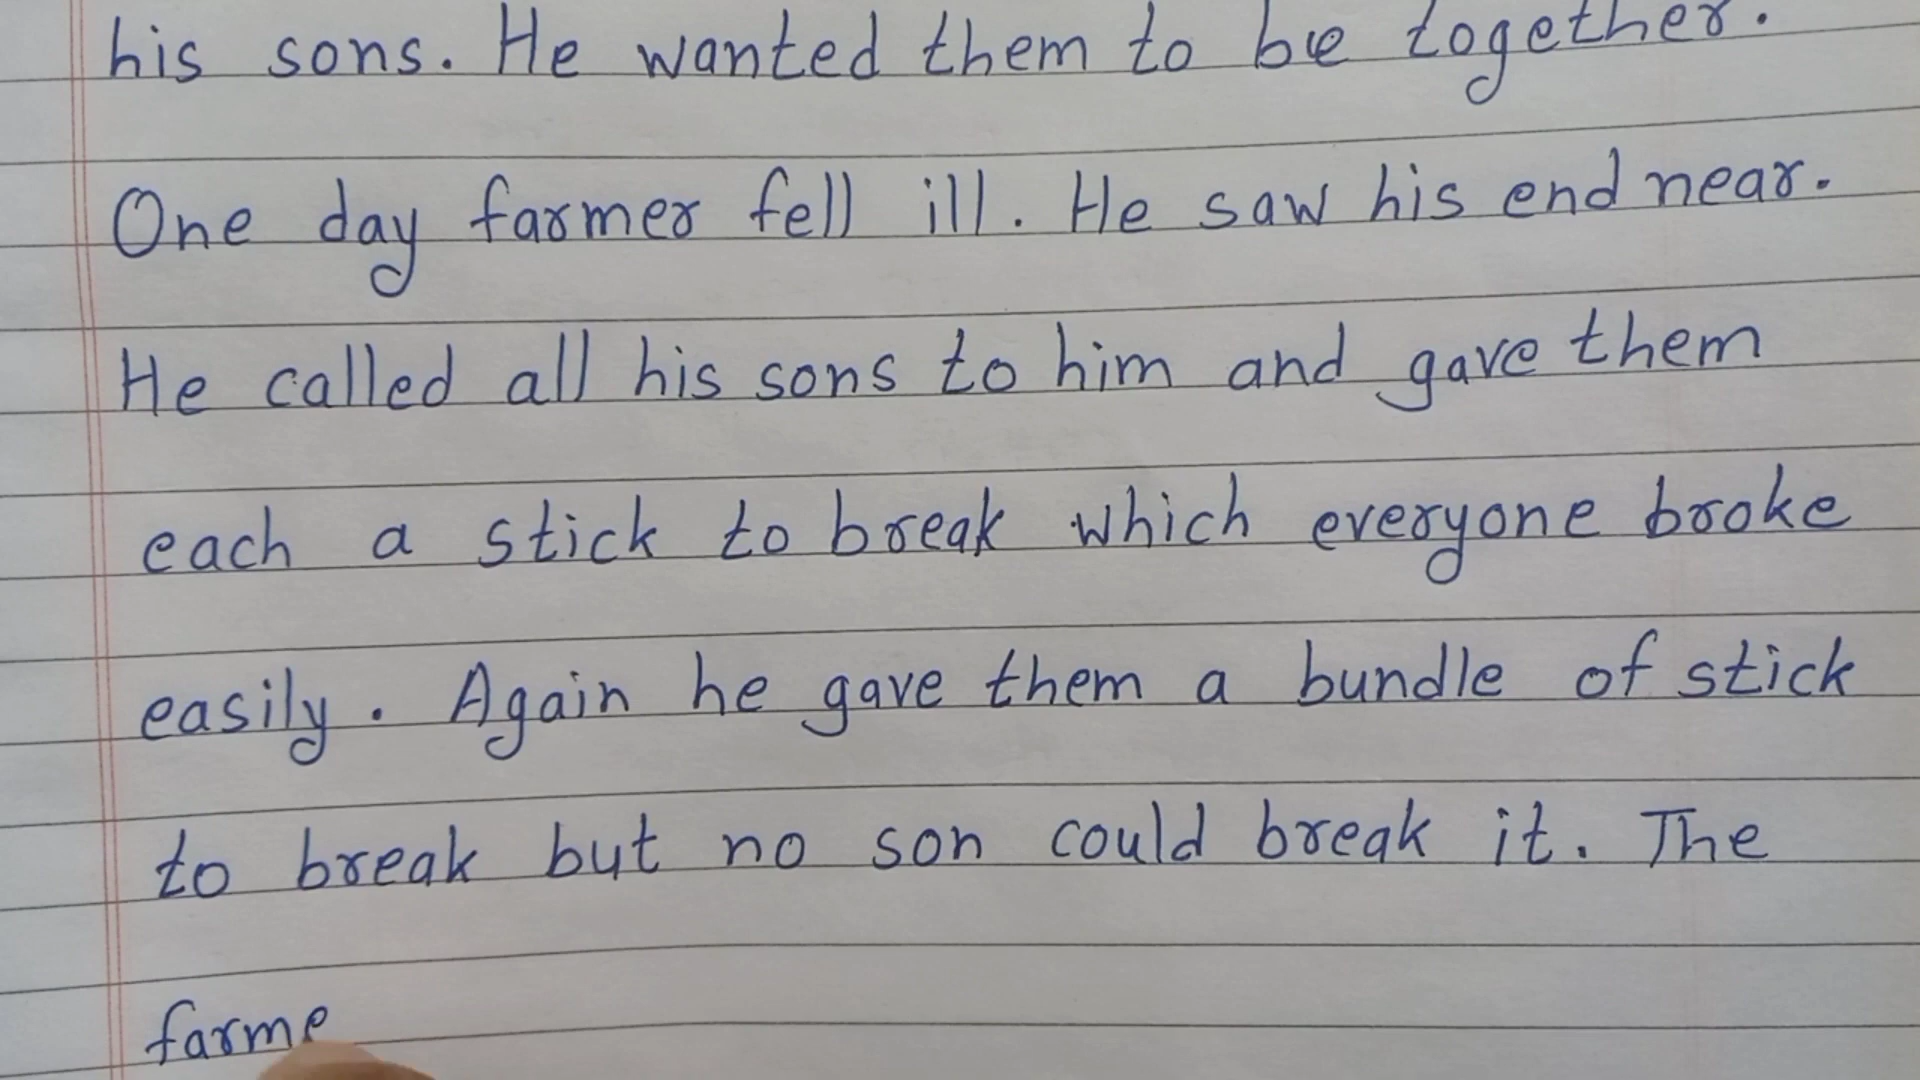 his sons. He wanted them to be together.
One day farmer fell ill. He saw his end near.
He called all his sons to him and gave them
each a stick to break which everyone broke
easily. Again he gave them a bundle of stick
to break but no son could break it. The
farme